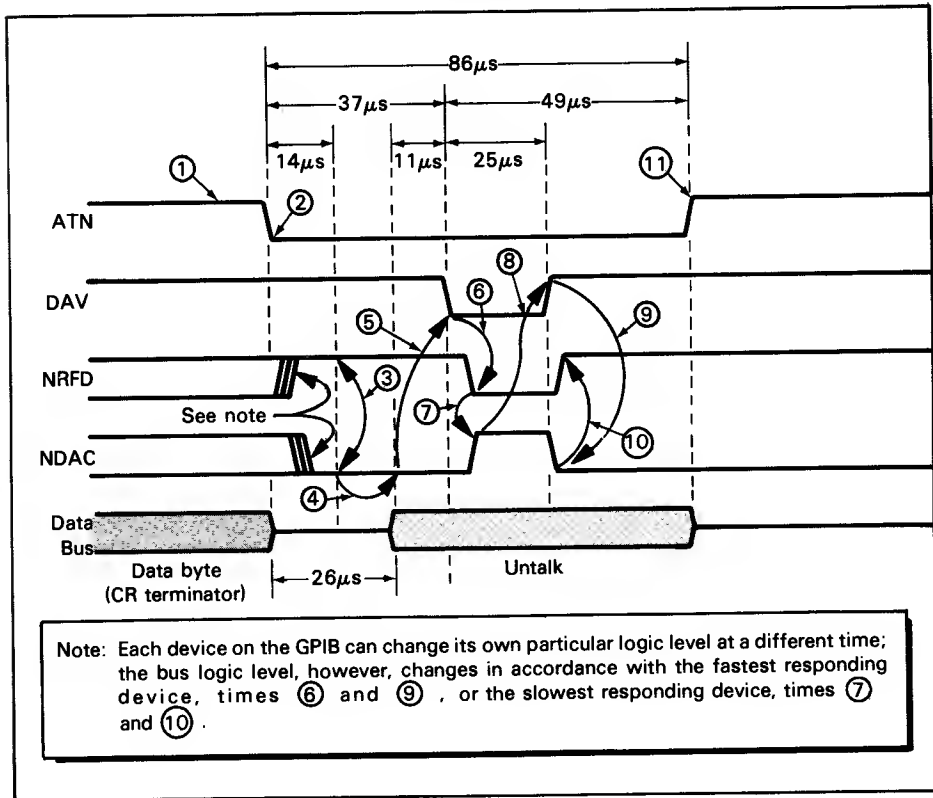 86μs
37μs
49μs
14μs
11μs
25μs
①
⑪
②
ATN
⑧
DAV
⑥
⑤
⑨
NRFD
③
See note
⑦
⑩
NDAC
④
Data
Bus
26μs
Data byte
(CR terminator)
Untalk
Note: Each device on the GPIB can change its own particular logic level at a different time;
the bus logic level, however, changes in accordance with the fastest responding
device, times ⑥ and ⑨ , or the slowest responding device, times ⑦
and ⑩ .